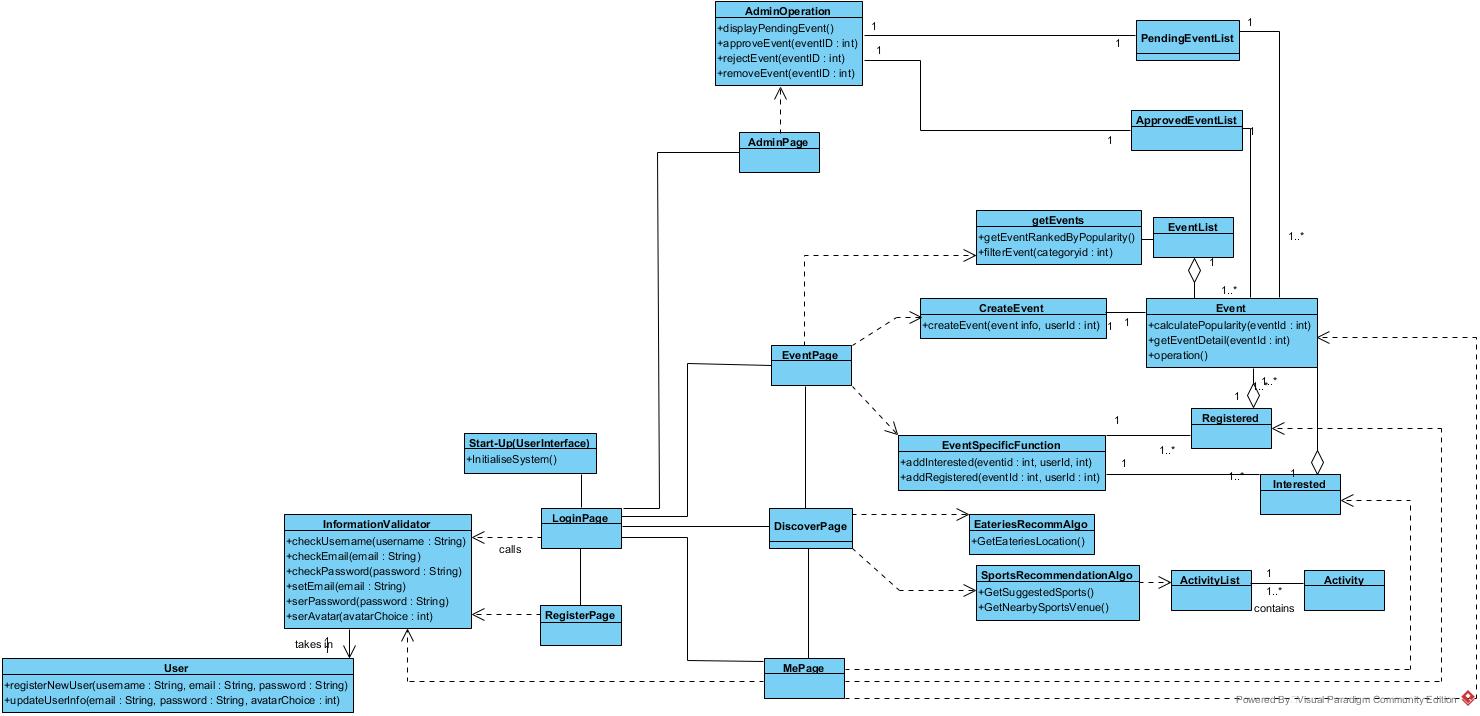 AdminOperation
+displayPendingEvent()
+approveEvent(eventID : int)
+rejectEvent(eventID : int)
+removeEvent(eventID : int)
1
1
1
PendingEventList
1
ApprovedEventList
1
1
AdminPage
1..*
getEvents
+getEventRankedByPopularity()
+filterEvent(categoryid : int)
EventList
1
1..*
CreateEvent
+createEvent(event info, userId : int)
1
1
Event
+calculatePopularity(eventId : int)
+getEventDetail(eventId : int)
+operation()
EventPage
1..*
1..*
1
Registered
1
1..*
EventSpecificFunction
+addInterested(eventid : int, userId, int)
+addRegistered(eventId : int, userId : int)
1
1..*
1
Interested
Start-Up(UserInterface)
+InitialiseSystem()
LoginPage
DiscoverPage
EateriesRecommAlgo
+GetEateriesLocation()
InformationValidator
+checkUsername(username : String)
+checkEmail(email : String)
+checkPassword(password : String)
+setEmail(email : String)
+serPassword(password : String)
+serAvatar(avatarChoice : int)
calls
SportsRecommendationAlgo
+GetSuggestedSports()
+GetNearbySportsVenue()
ActivityList
1
1..*
contains
Activity
RegisterPage
takes in
1
User
+registerNewUser(username : String, email : String, password : String)
+updateUserInfo(email : String, password : String, avatarChoice : int)
MePage
Powered By: Visual Paradigm Community Edition